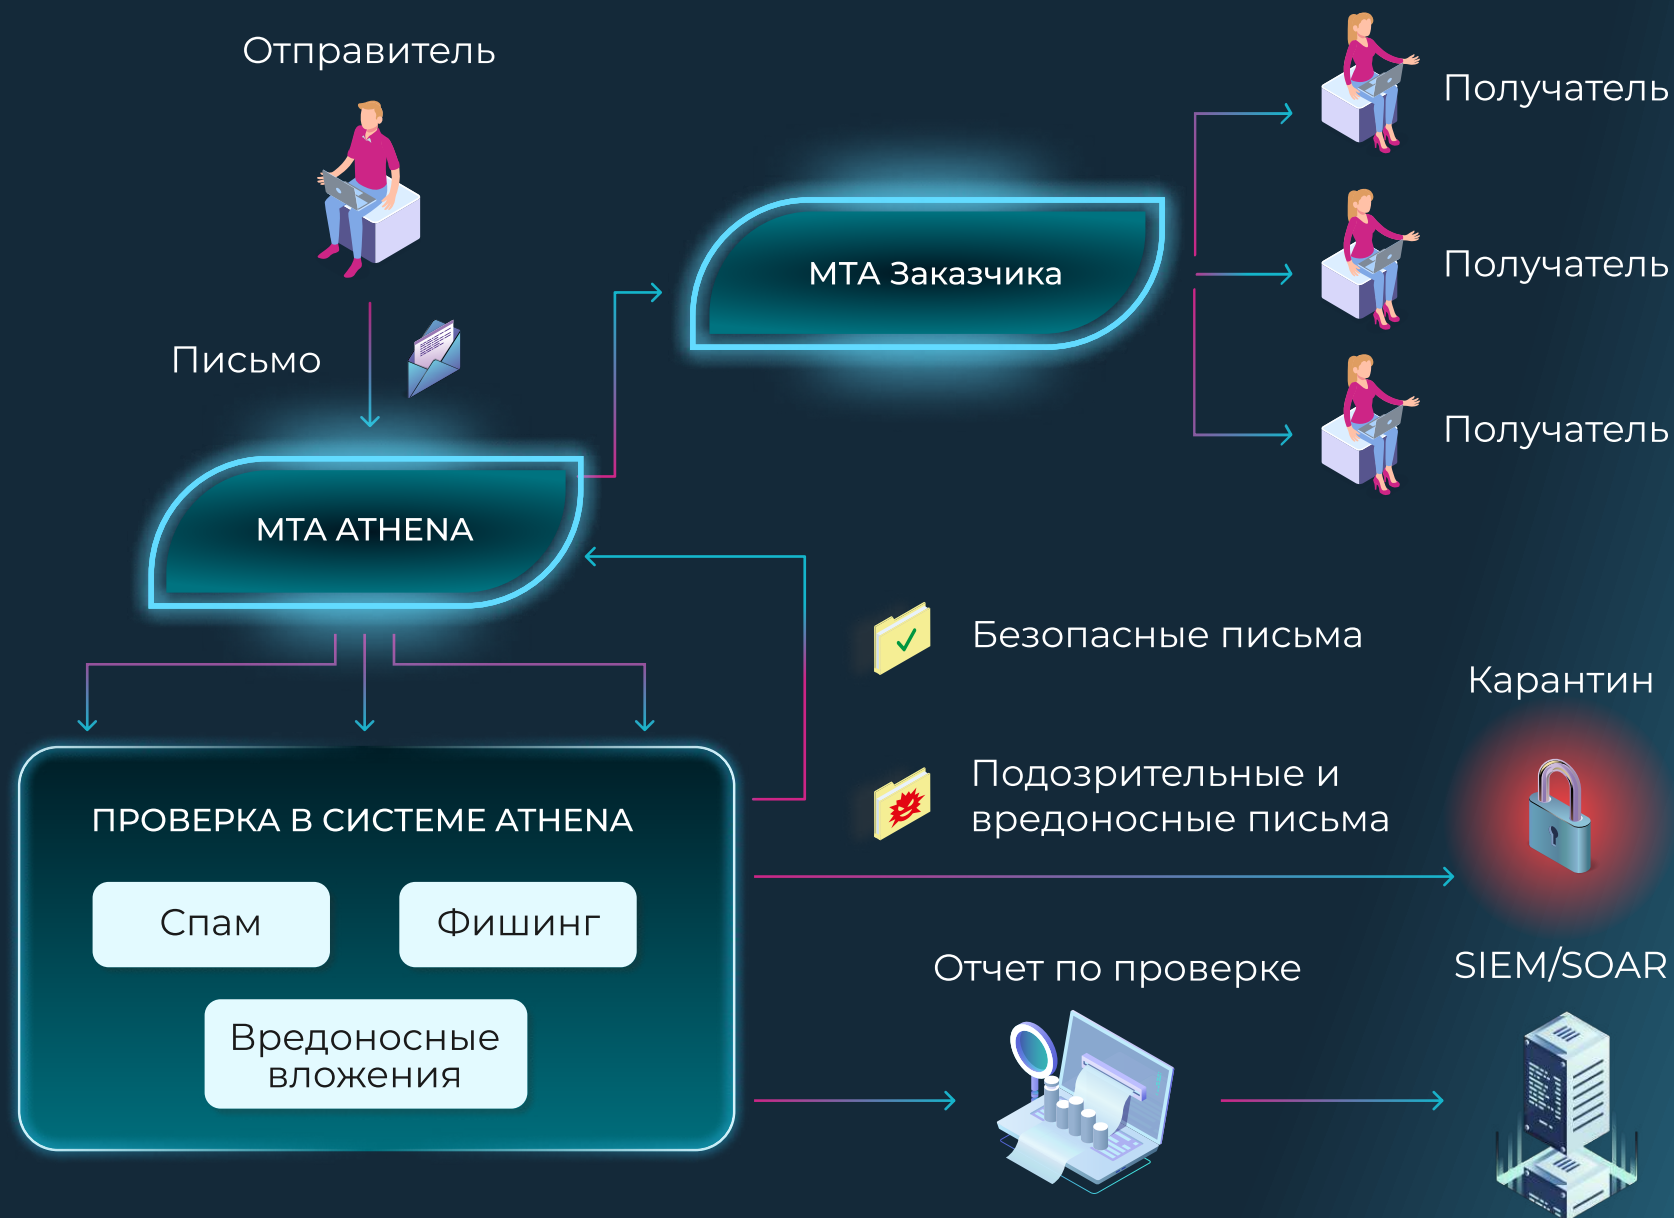 Отправитель
Письмо
МТА ATHENA
МТА Заказчика
Получатель
Получатель
Получатель
Безопасные письма
Подозрительные и
вредоносные письма
Карантин
ПРОВЕРКА В СИСТЕМЕ ATHENA
Спам
Фишинг
Вредоносные
вложения
Отчет по проверке
SIEM/SOAR